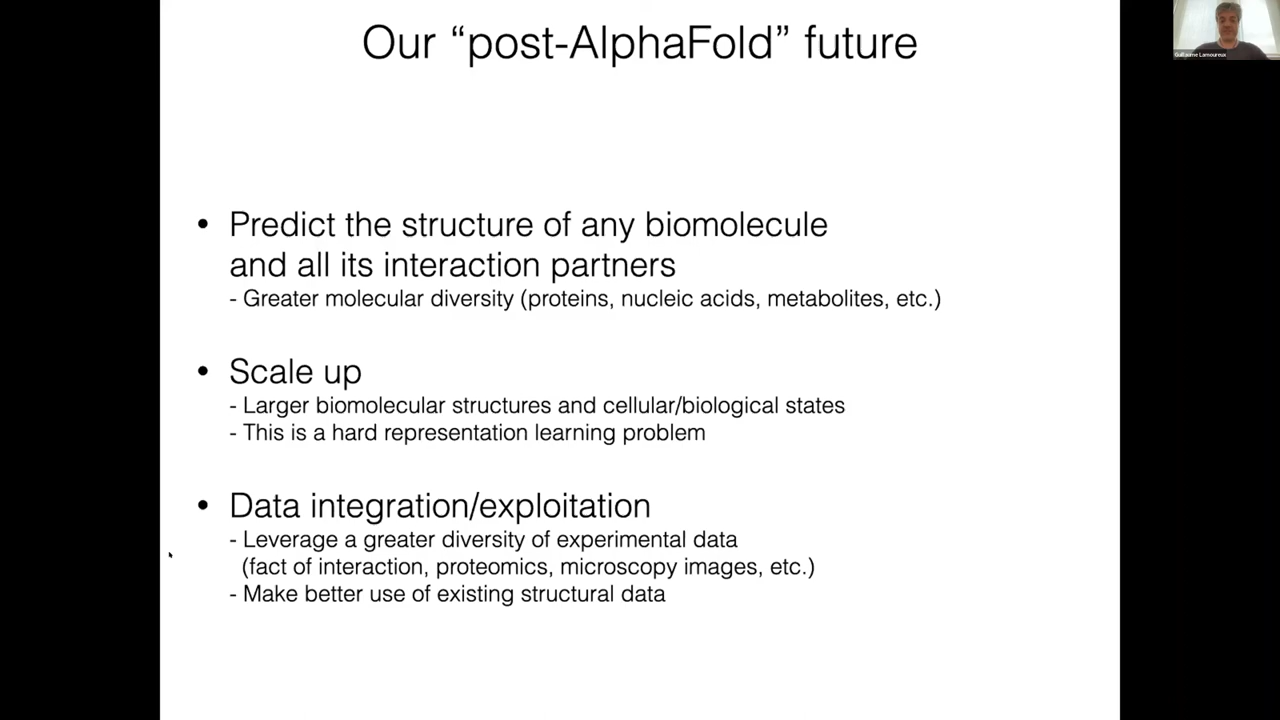 Our “post-AlphaFold” future
Guillaume Lamoureux
• Predict the structure of any biomolecule
and all its interaction partners
- Greater molecular diversity (proteins, nucleic acids, metabolites, etc.)
• Scale up
- Larger biomolecular structures and cellular/biological states
- This is a hard representation learning problem
• Data integration/exploitation
- Leverage a greater diversity of experimental data
(fact of interaction, proteomics, microscopy images, etc.)
- Make better use of existing structural data